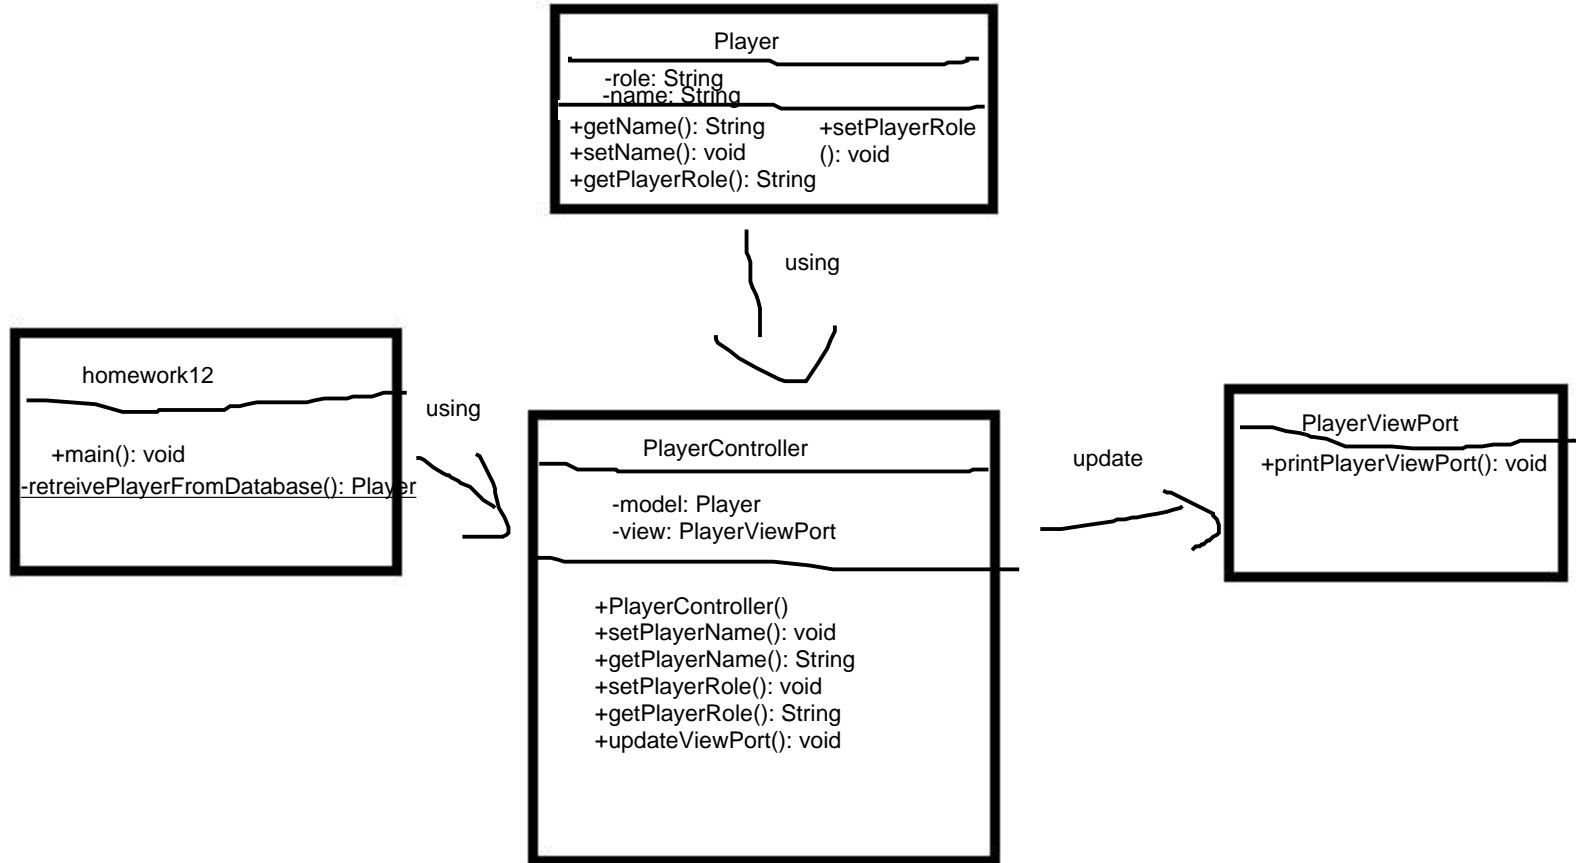 Player
-role: String
-name: String
+getName(): String
+setName(): void
+getPlayerRole(): String
+setPlayerRole
(): void
using
homework12
+main(): void
-retreivePlayerFromDatabase(): Player
using
PlayerController
-model: Player
-view: PlayerViewPort
+PlayerController()
+setPlayerName(): void
+getPlayerName(): String
+setPlayerRole(): void
+getPlayerRole(): String
+updateViewPort(): void
update
PlayerViewPort
+printPlayerViewPort(): void